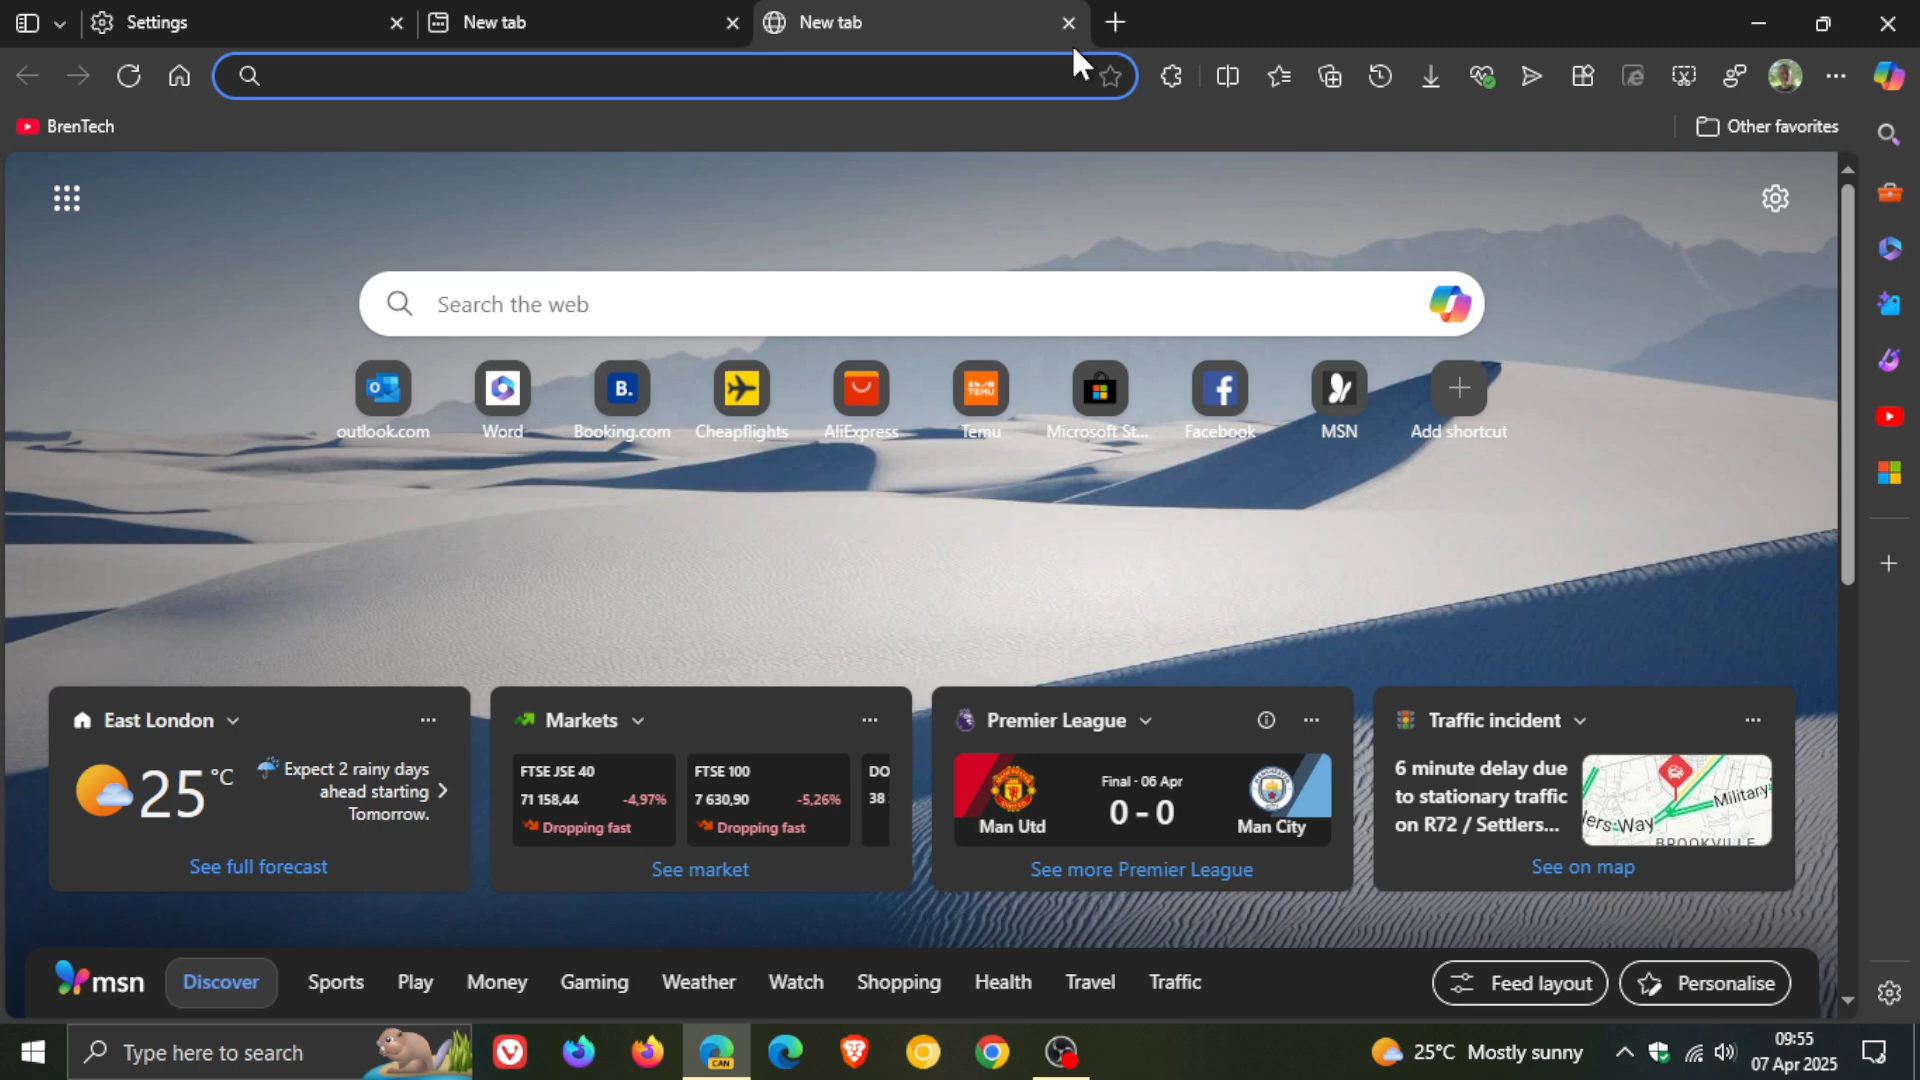 Settings
New tab
New tab
BrenTech
Other favorites
Search the web
outlook.com
Word
B.
Booking.com
Cheapflights
AliExpress
TEMU
Temu
Microsoft St...
Facebook
MSN
Add shortcut
East London
25 °C
Expect 2 rainy days
ahead starting
Tomorrow.
See full forecast
Markets
FTSE JSE 40
71 158,44 -4,97%
Dropping fast
FTSE 100
7 630,90 -5,26%
Dropping fast
DO
38
See market
Premier League
Final · 06 Apr
0 - 0
Man Utd
Man City
See more Premier League
Traffic incident
6 minute delay due
to stationary traffic
on R72 / Settlers...
Military
lers Way
BROOKVILLE
See on map
msn
Discover
Sports
Play
Money
Gaming
Weather
Watch
Shopping
Health
Travel
Traffic
Feed layout
Personalise
Type here to search
CAN
25°C Mostly sunny
09:55
07 Apr 2025